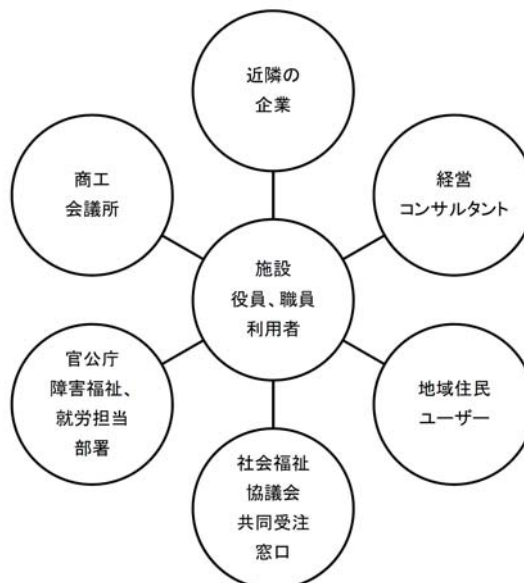 近隣の
企業
商工
会議所
経営
コンサルタント
施設
役員、職員
利用者
官公庁
障害福祉、
就労担当
部署
地域住民
ユーザー
社会福祉
協議会
共同受注
窓口